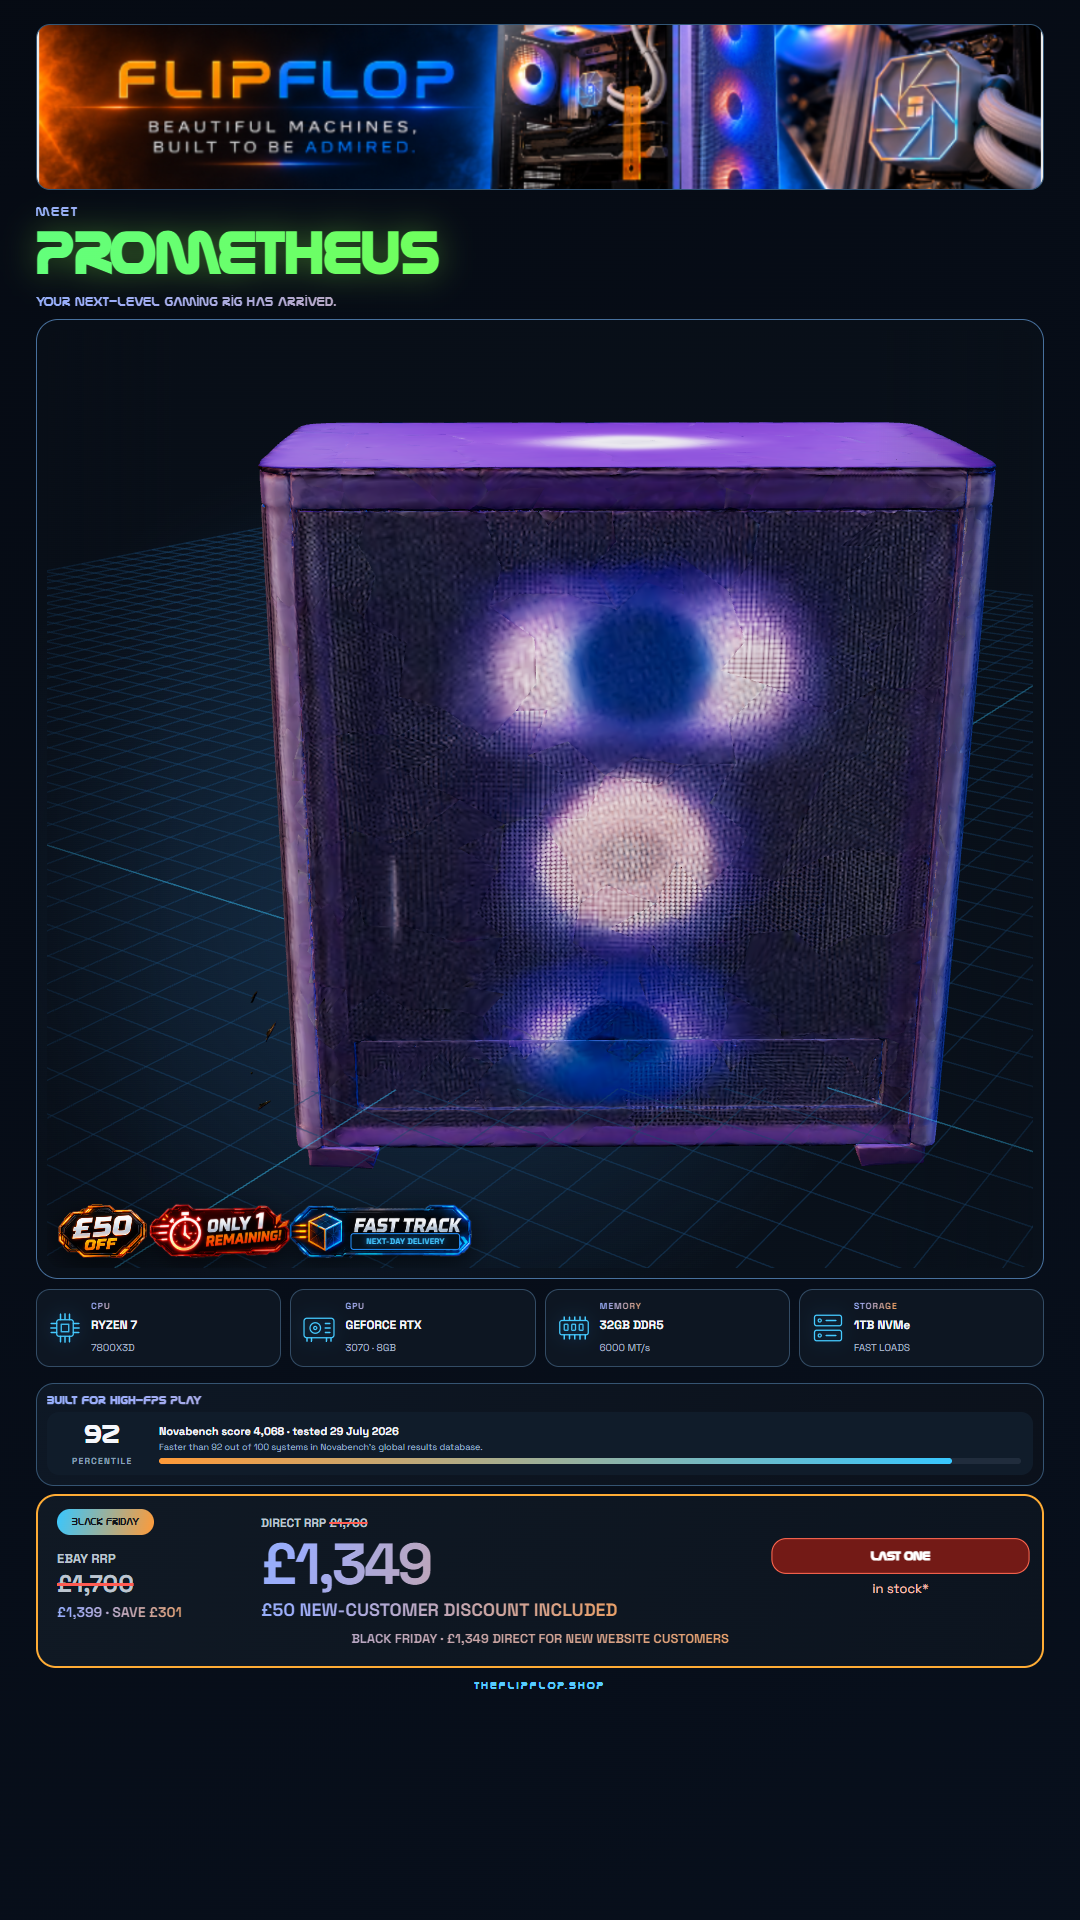 FLIPFLOP
BEAUTIFUL MACHINES,
BUILT TO BE ADMIRED.
MEET
PROMETHEUS
YOUR NEXT-LEVEL GAMING RIG HAS ARRIVED.
£50 OFF
ONLY 1 REMAINING!
FAST TRACK
NEXT-DAY DELIVERY
CPU
RYZEN 7
7800X3D
GPU
GEFORCE RTX
3070 · 8GB
MEMORY
32GB DDR5
6000 MT/s
STORAGE
1TB NVMe
FAST LOADS
BUILT FOR HIGH-FPS PLAY
92
PERCENTILE
Novabench score 4,068 · tested 29 July 2026
Faster than 92 out of 100 systems in Novabench's global results database.
BLACK FRIDAY
EBAY RRP
£1,700
£1,399 · SAVE £301
DIRECT RRP £1,700
£1,349
£50 NEW-CUSTOMER DISCOUNT INCLUDED
BLACK FRIDAY · £1,349 DIRECT FOR NEW WEBSITE CUSTOMERS
LAST ONE
in stock*
THEFLIPFLOP.SHOP